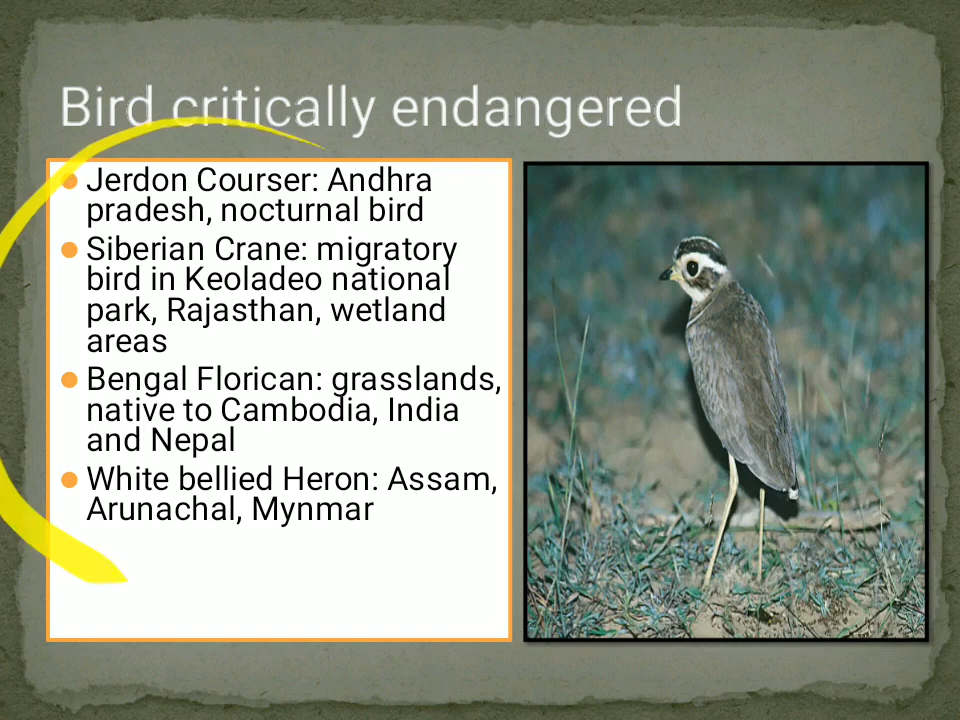 Bird critically endangered
Jerdon Courser: Andhra
pradesh, nocturnal bird
Siberian Crane: migratory
bird in Keoladeo national
park, Rajasthan, wetland
areas
Bengal Florican: grasslands,
native to Cambodia, India
and Nepal
White bellied Heron: Assam,
Arunachal, Mynmar